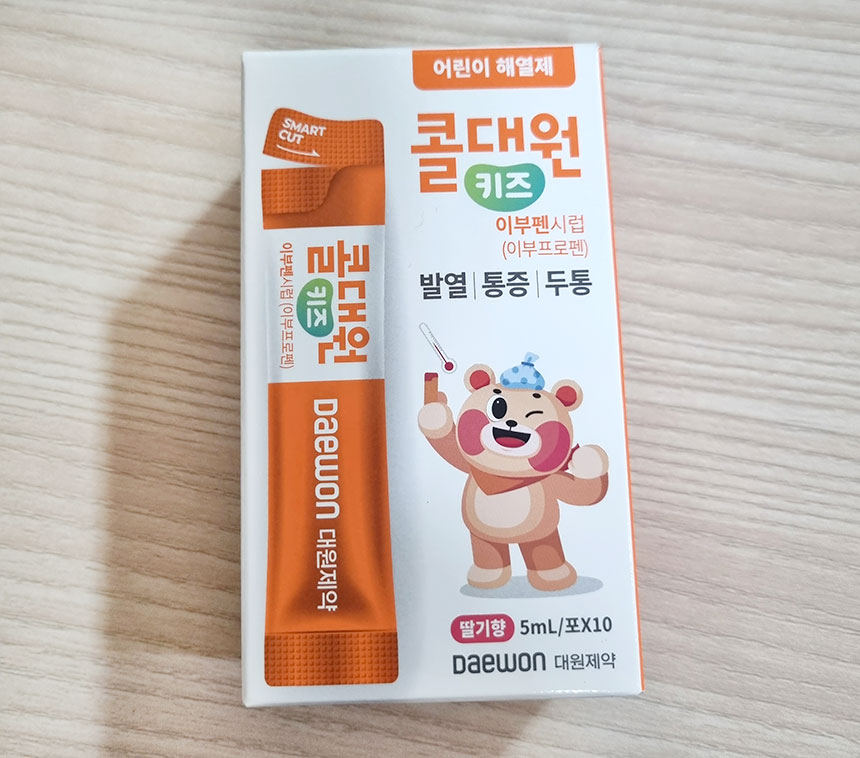 어린이 해열제
콜대원
키즈
이부펜시럽
(이부프로펜)
발열|통증|두통
SMART
CUT
콜대원
키즈
이부펜시럽 (이부프로펜)
Daewon 대원제약
딸기향 5mL/포X10
Daewon 대원제약